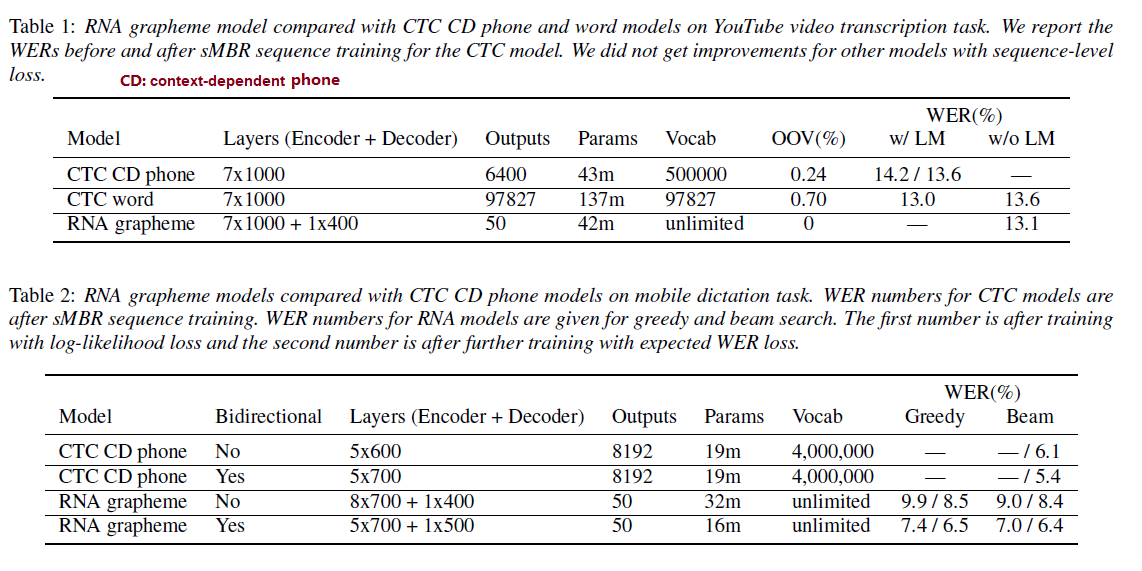 Table 1: RNA grapheme model compared with CTC CD phone and word models on YouTube video transcription task. We report the
WERs before and after sMBR sequence training for the CTC model. We did not get improvements for other models with sequence-level
loss.
CD: context-dependent phone
WER(%)
Model Layers (Encoder + Decoder) Outputs Params Vocab OOV(%) w/ LM w/o LM
CTC CD phone 7x1000 6400 43m 500000 0.24 14.2 / 13.6 —
CTC word 7x1000 97827 137m 97827 0.70 13.0 13.6
RNA grapheme 7x1000 + 1x400 50 42m unlimited 0 — 13.1
Table 2: RNA grapheme models compared with CTC CD phone models on mobile dictation task. WER numbers for CTC models are
after sMBR sequence training. WER numbers for RNA models are given for greedy and beam search. The first number is after training
with log-likelihood loss and the second number is after further training with expected WER loss.
WER(%)
Model Bidirectional Layers (Encoder + Decoder) Outputs Params Vocab Greedy Beam
CTC CD phone No 5x600 8192 19m 4,000,000 — — / 6.1
CTC CD phone Yes 5x700 8192 19m 4,000,000 — — / 5.4
RNA grapheme No 8x700 + 1x400 50 32m unlimited 9.9 / 8.5 9.0 / 8.4
RNA grapheme Yes 5x700 + 1x500 50 16m unlimited 7.4 / 6.5 7.0 / 6.4